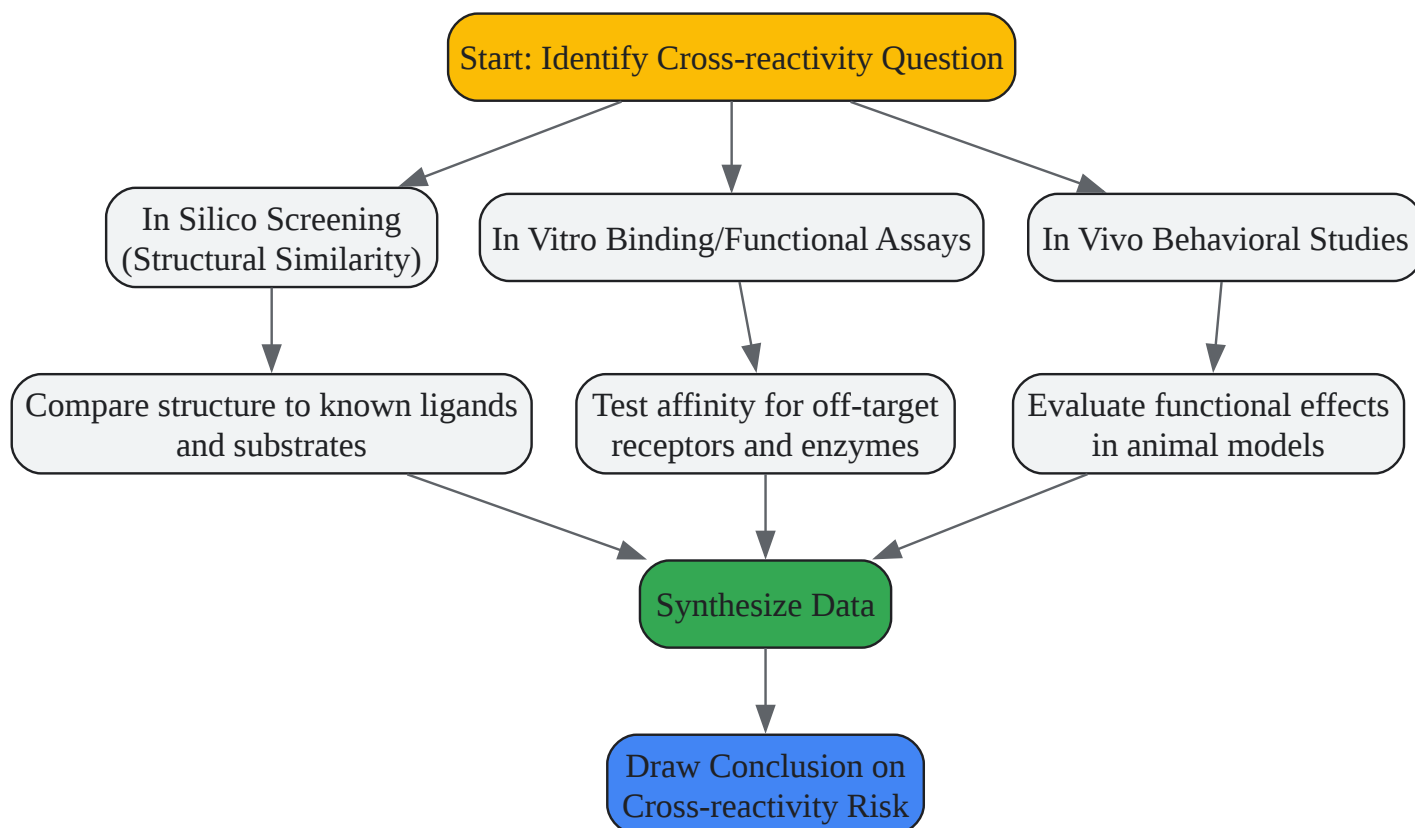 Start: Identify Cross-reactivity Question
In Silico Screening
(Structural Similarity)
In Vitro Binding/Functional Assays
In Vivo Behavioral Studies
Compare structure to known ligands
and substrates
Test affinity for off-target
receptors and enzymes
Evaluate functional effects
in animal models
Synthesize Data
Draw Conclusion on
Cross-reactivity Risk